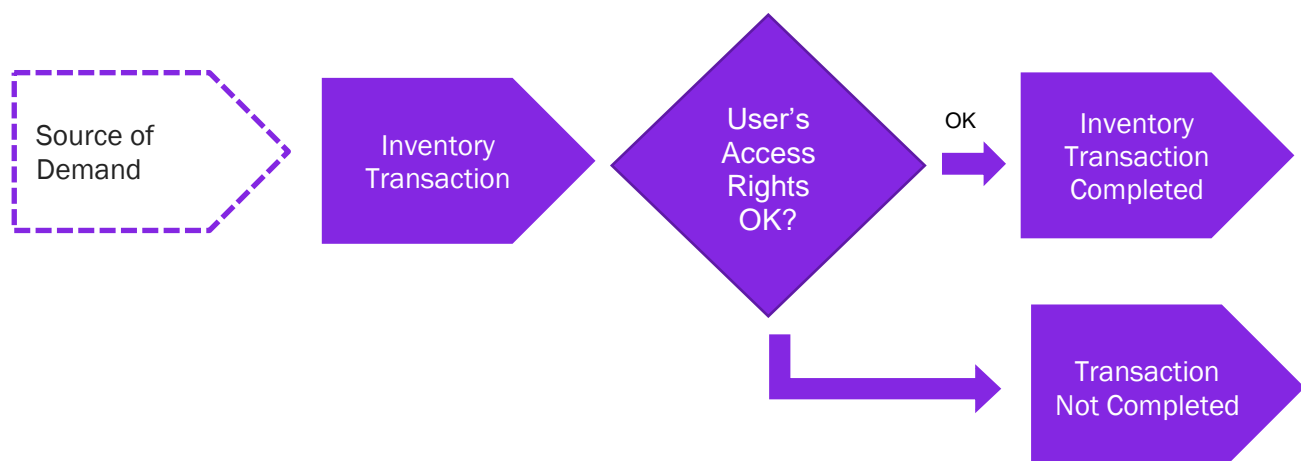 Source of
Demand
Inventory
Transaction
User's
Access
Rights
OK?
OK
Inventory
Transaction
Completed
Transaction
Not Completed